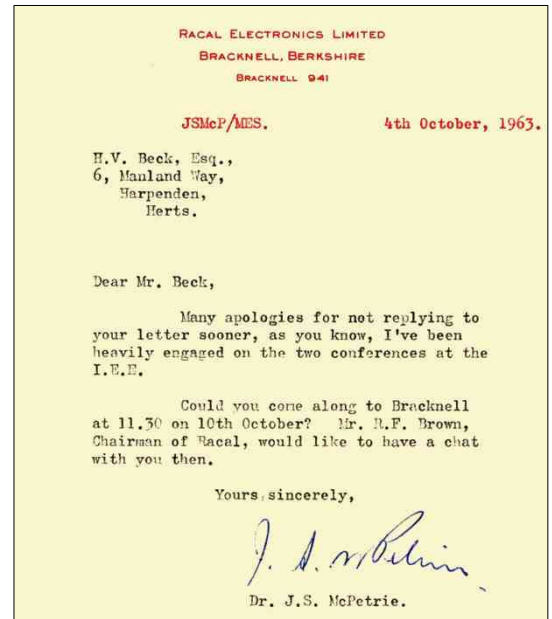 RACAL ELECTRONICS LIMITED
BRACKNELL, BERKSHIRE
BRACKNELL 941
JSMcP/MES. 4th October, 1963.
H.V. Beck, Esq.,
6, Manland Way,
Harpenden,
Herts.
Dear Mr. Beck,
Many apologies for not replying to
your letter sooner, as you know, I've been
heavily engaged on the two conferences at the
I.E.E.
Could you come along to Bracknell
at 11.30 on 10th October? Mr. R.F. Brown,
Chairman of Racal, would like to have a chat
with you then.
Yours sincerely,
J. S. McPetrie
Dr. J.S. McPetrie.